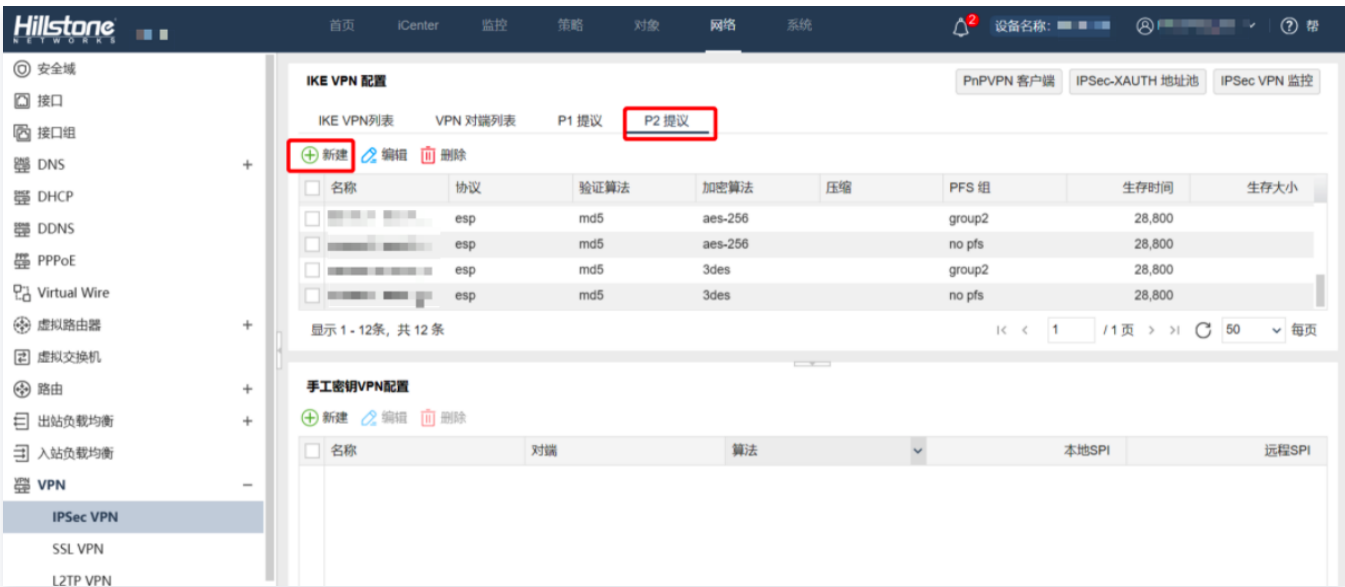 Hillstone
NETWORKS
首页 iCenter 监控 策略 对象 网络 系统 2 设备名称: 帮
安全域
接口
接口组
DNS
DHCP
DDNS
PPPoE
Virtual Wire
虚拟路由器
虚拟交换机
路由
出站负载均衡
入站负载均衡
VPN
IPSec VPN
SSL VPN
L2TP VPN
IKE VPN 配置 PnPVPN 客户端 IPSec-XAUTH 地址池 IPSec VPN 监控
IKE VPN列表 VPN 对端列表 P1 提议 P2 提议
新建 编辑 删除
名称 协议 验证算法 加密算法 压缩 PFS 组 生存时间 生存大小
esp md5 aes-256 group2 28,800
esp md5 aes-256 no pfs 28,800
esp md5 3des group2 28,800
esp md5 3des no pfs 28,800
显示 1 - 12条, 共 12 条 1 / 1 页 50 每页
手工密钥VPN配置
新建 编辑 删除
名称 对端 算法 本地SPI 远程SPI